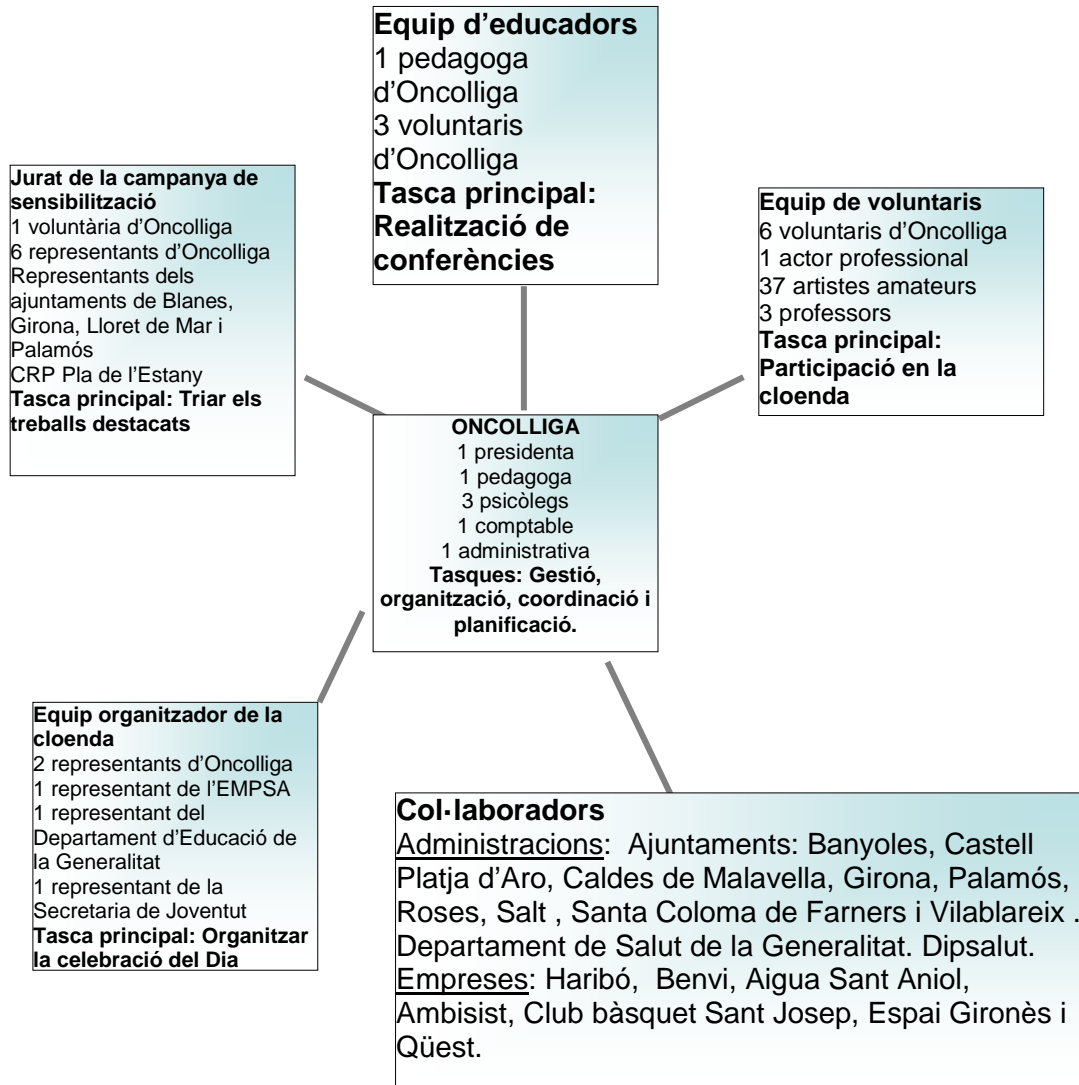 Equip d'educadors
1 pedagoga
d'Oncolliga
3 voluntaris
d'Oncolliga
Tasca principal:
Realització de
conferències
Jurat de la campanya de
sensibilització
1 voluntària d'Oncolliga
6 representants d'Oncolliga
Representants dels
ajuntaments de Blanes,
Girona, Lloret de Mar i
Palamós
CRP Pla de l'Estany
Tasca principal: Triar els
treballs destacats
Equip de voluntaris
6 voluntaris d'Oncolliga
1 actor professional
37 artistes amateurs
3 professors
Tasca principal:
Participació en la
cloenda
ONCOLLIGA
1 presidenta
1 pedagoga
3 psicòlegs
1 comptable
1 administrativa
Tasques: Gestió,
organització, coordinació i
planificació.
Equip organitzador de la
cloenda
2 representants d'Oncolliga
1 representant de l'EMPSA
1 representant del
Departament d'Educació de
la Generalitat
1 representant de la
Secretaria de Joventut
Tasca principal: Organitzar
la celebració del Dia
Col·laboradors
Administracions:  Ajuntaments: Banyoles, Castell
Platja d'Aro, Caldes de Malavella, Girona, Palamós,
Roses, Salt , Santa Coloma de Farners i Vilablareix .
Departament de Salut de la Generalitat. Dipsalut.
Empreses: Haribó,  Benvi, Aigua Sant Aniol,
Ambisist, Club bàsquet Sant Josep, Espai Gironès i
Qüest.